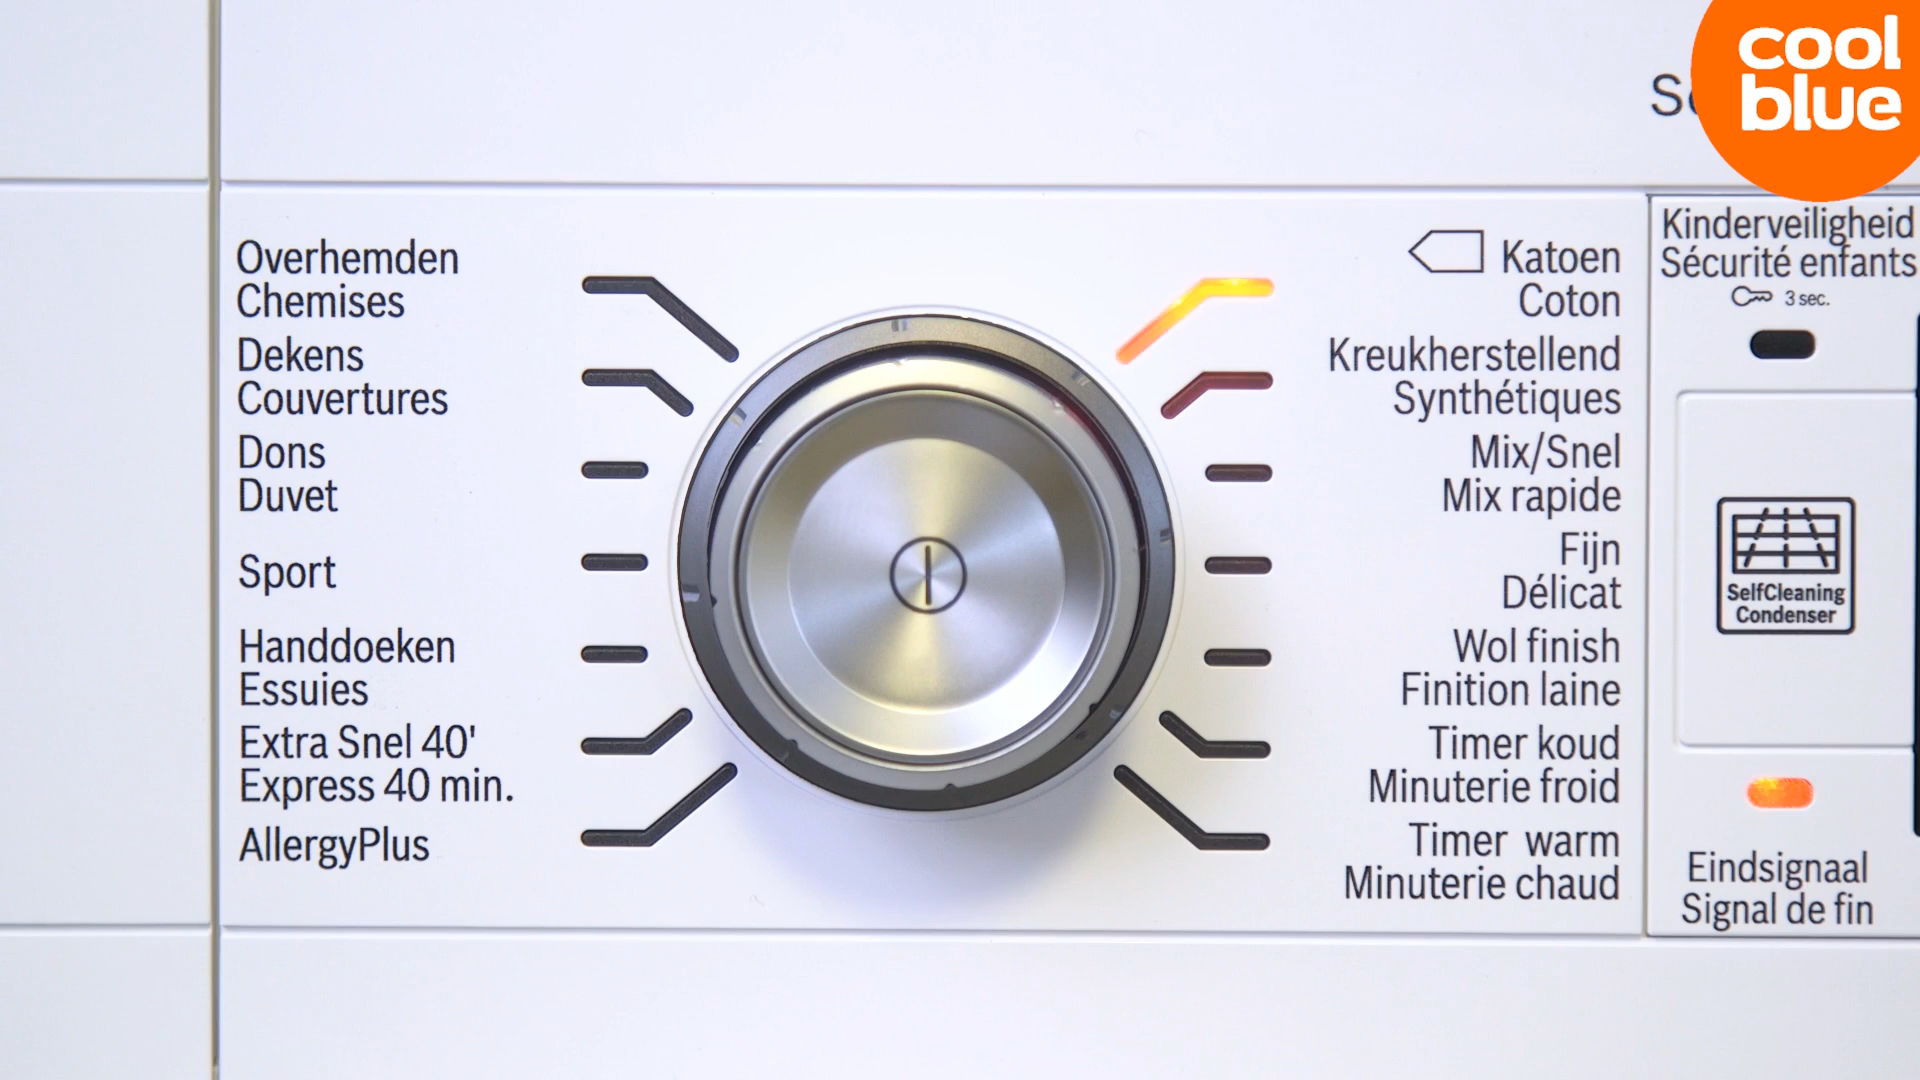 cool
blue
Overhemden
Chemises
Dekens
Couvertures
Dons
Duvet
Sport
Handdoeken
Essuies
Extra Snel 40'
Express 40 min.
AllergyPlus
Katoen
Coton
Kreukherstellend
Synthétiques
Mix/Snel
Mix rapide
Fijn
Délicat
Wol finish
Finition laine
Timer koud
Minuterie froid
Timer warm
Minuterie chaud
Kinderveiligheid
Sécurité enfants
3 sec.
SelfCleaning
Condenser
Eindsignaal
Signal de fin